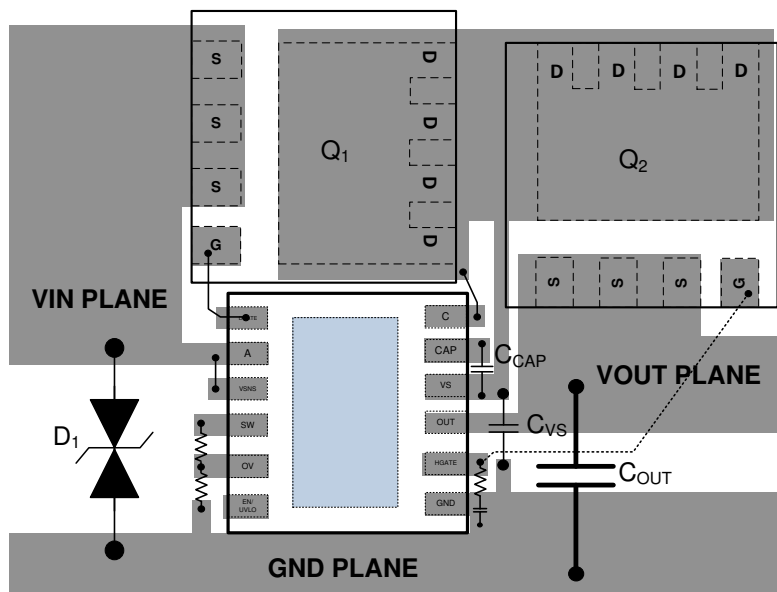 S
D
D
D
D
D
S
D
Q1
Q2
S
D
G
D
S
S
S
G
VIN PLANE
C
A
CAP
CCAP
VSNS
VS
VOUT PLANE
SW
OUT
CVS
D1
OV
HGATE
COUT
EN/
UVLO
GND
GND PLANE